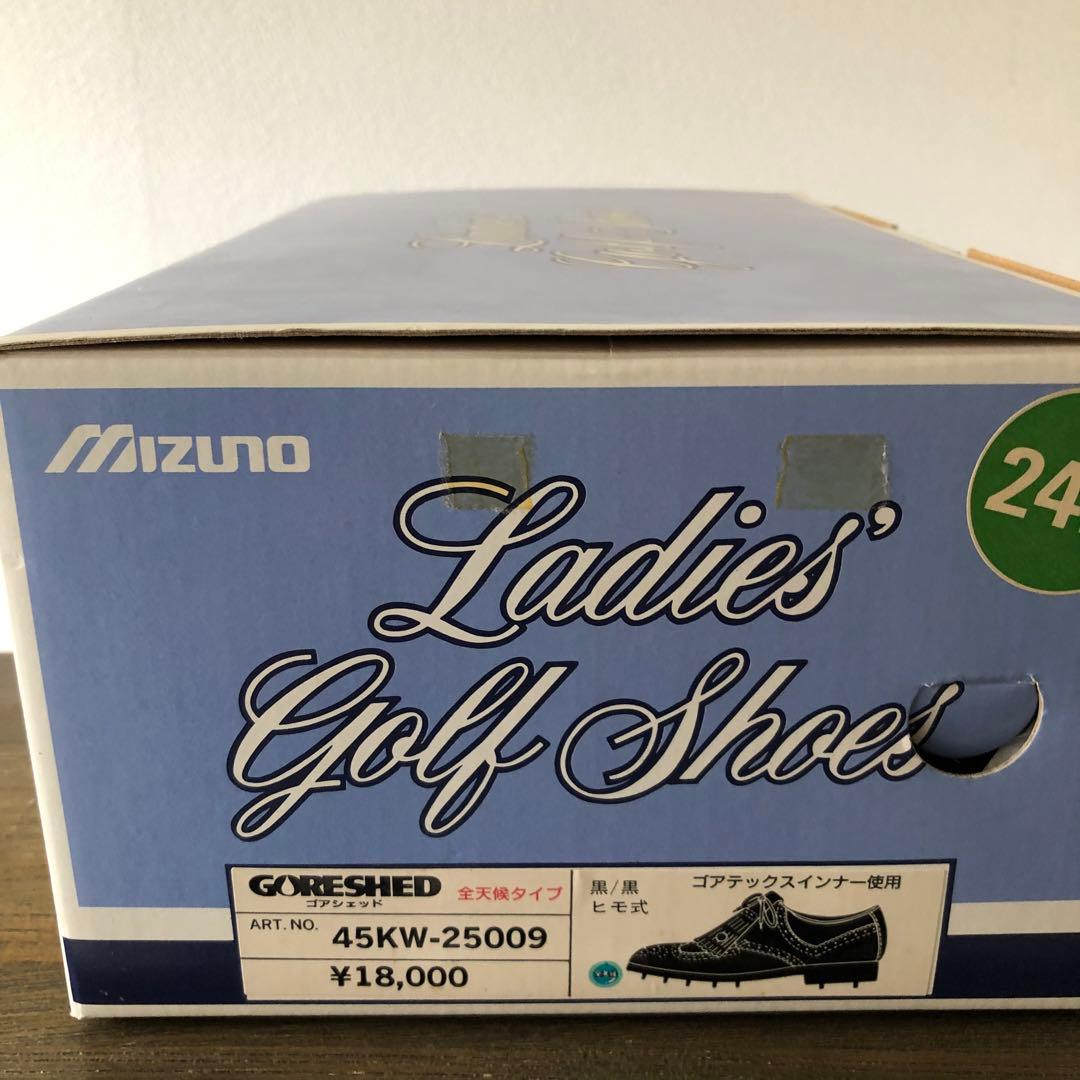 MIZUNO
24
Ladies'
Golf Shoes
GORESHED
ゴアシェッド
全天候タイプ
ART. NO. 45KW-25009
¥18,000
黒/黒
ヒモ式
ゴアテックスインナー使用